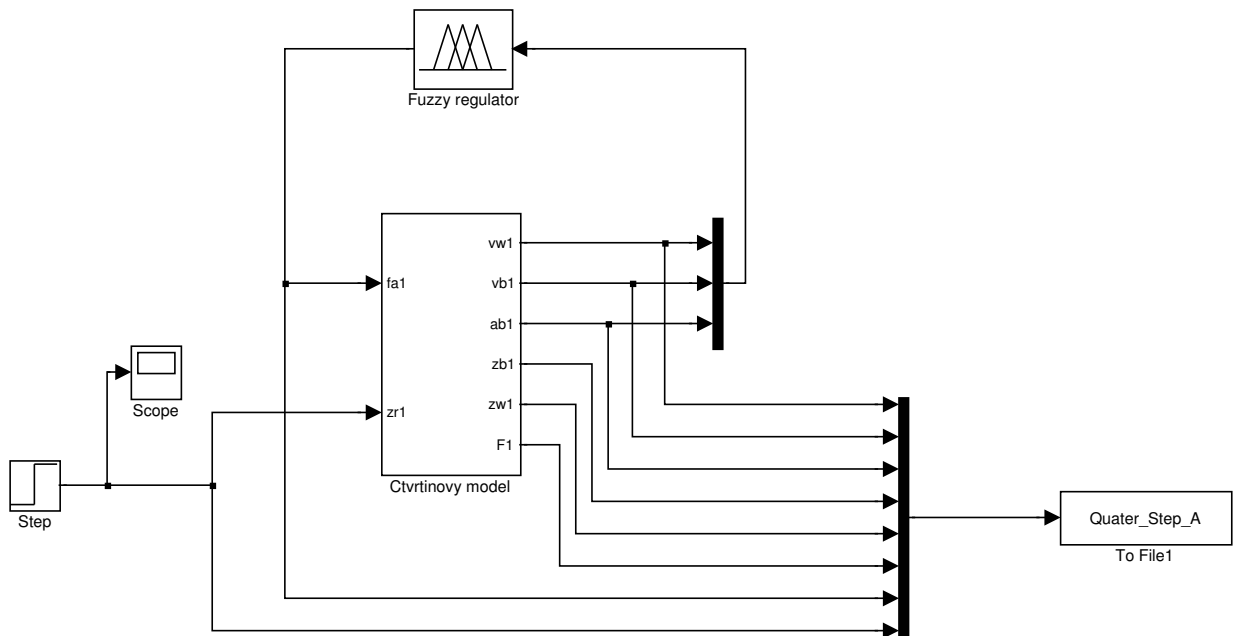 Fuzzy regulator
vw1
fa1
vb1
ab1
zb1
Scope
zr1
zw1
F1
Ctvrtinovy model
Step
Quater_Step_A
To File1